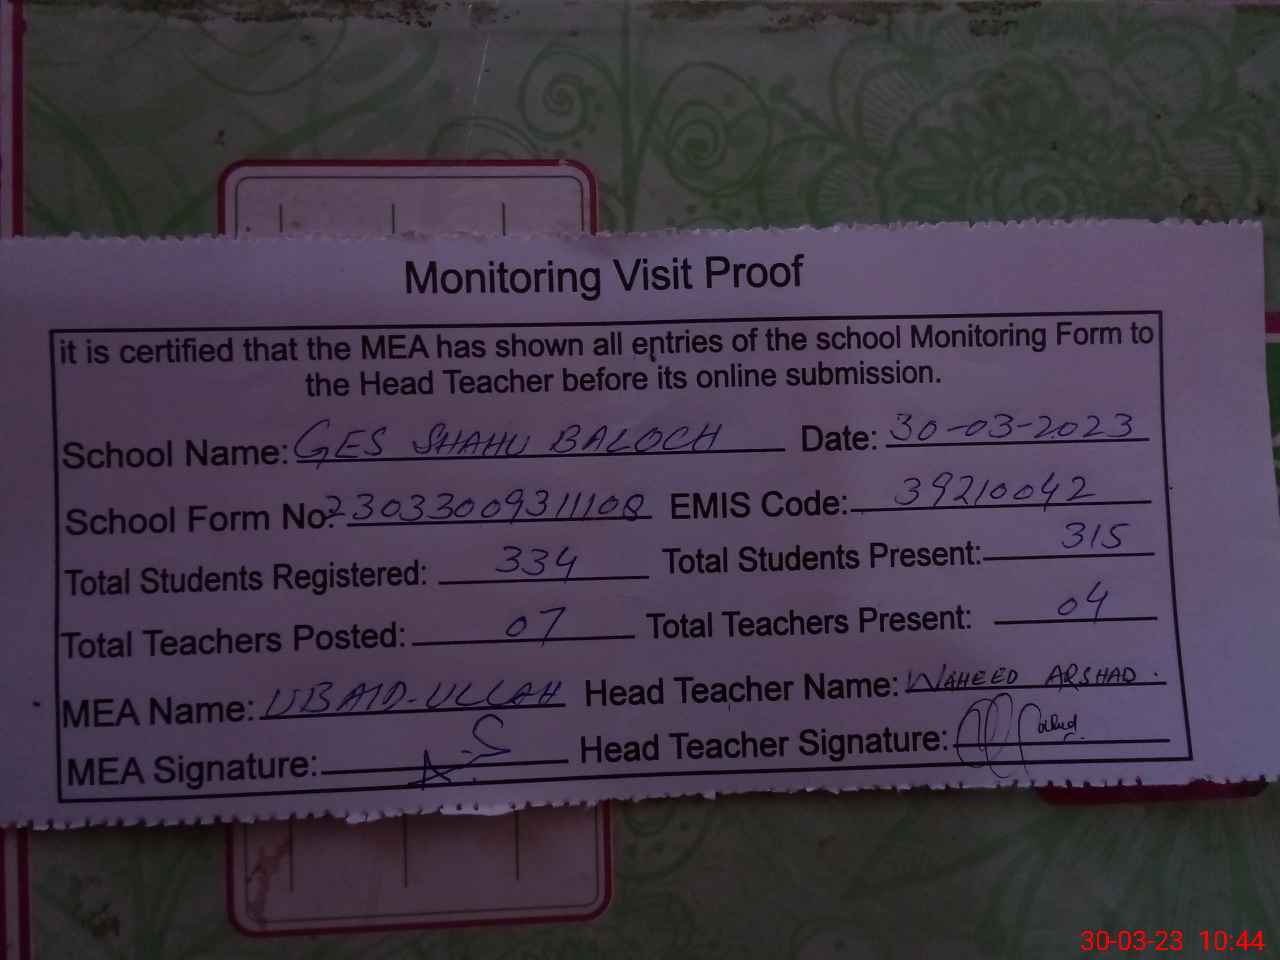 Monitoring Visit Proof
it is certified that the MEA has shown all entries of the school Monitoring Form to
the Head Teacher before its online submission.
School Name: GES SHAHU BALOCH Date: 30-03-2023
School Form No: 23033009311108 EMIS Code: 39210042
Total Students Registered: 334 Total Students Present: 315
Total Teachers Posted: 07 Total Teachers Present: 04
MEA Name: UBAID-ULLAH Head Teacher Name: WAHEED ARSHAD.
MEA Signature: Head Teacher Signature:
30-03-23 10:44